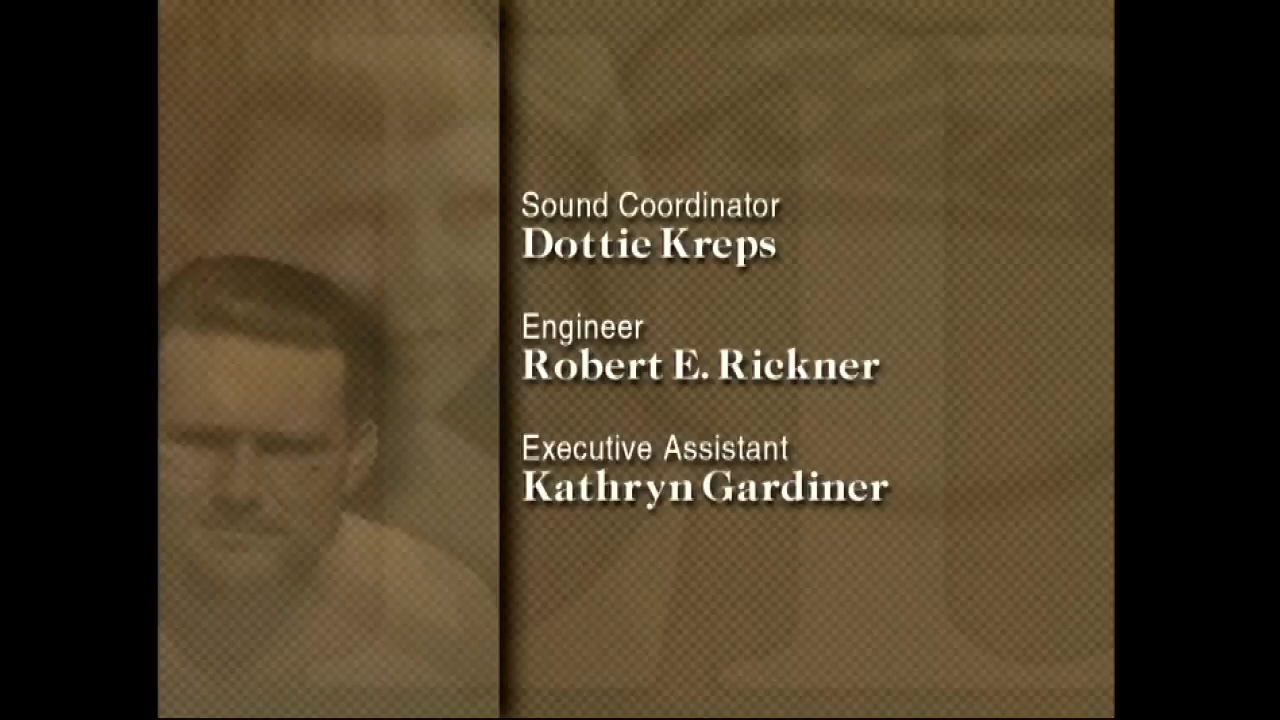 Sound Coordinator
Dottie Kreps
Engineer
Robert E. Rickner
Executive Assistant
Kathryn Gardiner